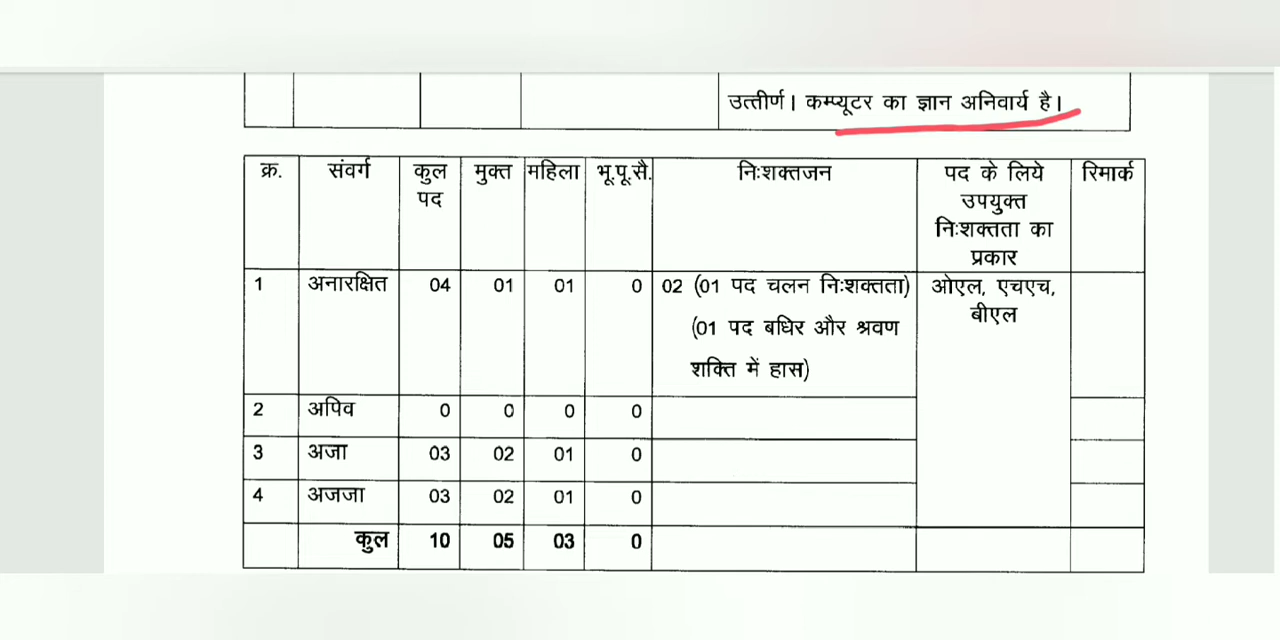 उत्तीर्ण। कम्प्यूटर का ज्ञान अनिवार्य है।
क्र. संवर्ग कुल पद मुक्त महिला भू.पू.सै. निःशक्तजन पद के लिये उपयुक्त निःशक्तता का प्रकार रिमार्क
1 अनारक्षित 04 01 01 0 02 (01 पद चलन निःशक्तता) ओएल, एचएच,
(01 पद बधिर और श्रवण बीएल
शक्ति में हास)
2 अपिव 0 0 0 0
3 अजा 03 02 01 0
4 अजजा 03 02 01 0
कुल 10 05 03 0